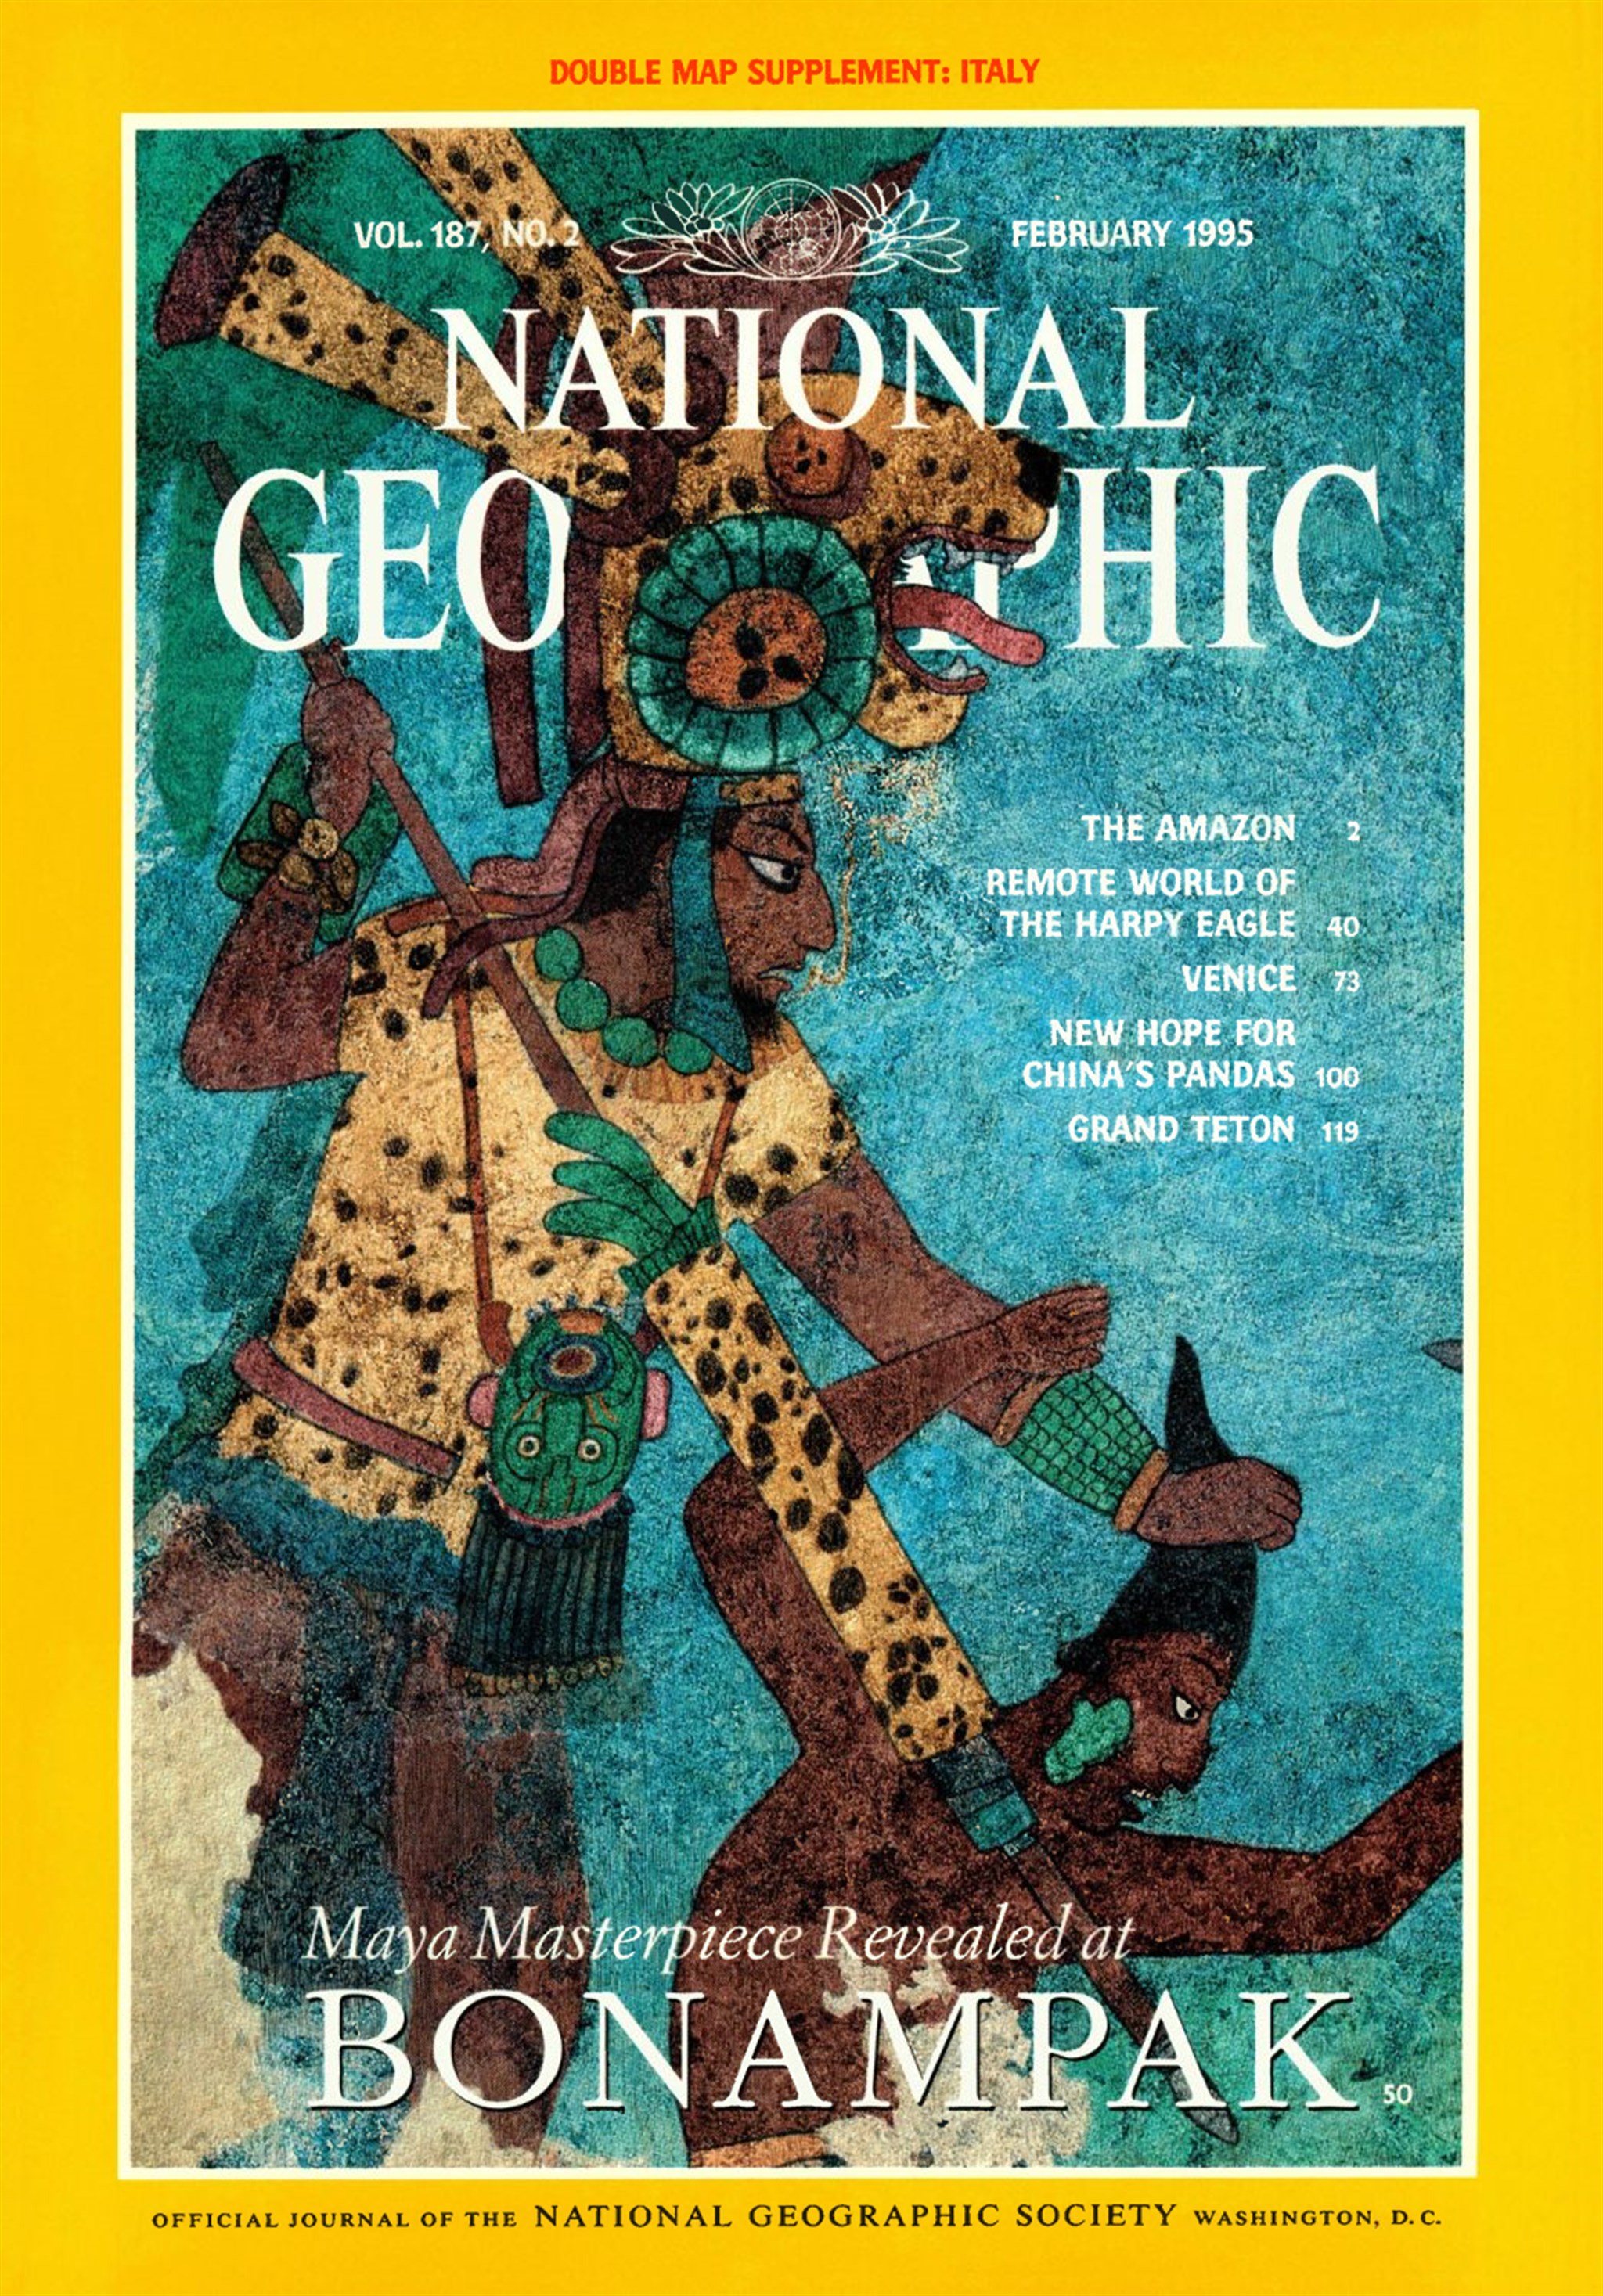 DOUBLE MAP SUPPLEMENT: ITALY
VOL. 187, NO. 2
FEBRUARY 1995
NATIONAL
GEOGRAPHIC
THE AMAZON 2
REMOTE WORLD OF
THE HARPY EAGLE 40
VENICE 73
NEW HOPE FOR
CHINA'S PANDAS 100
GRAND TETON 119
Maya Masterpiece Revealed at
BONAMPAK 50
OFFICIAL JOURNAL OF THE NATIONAL GEOGRAPHIC SOCIETY WASHINGTON, D.C.